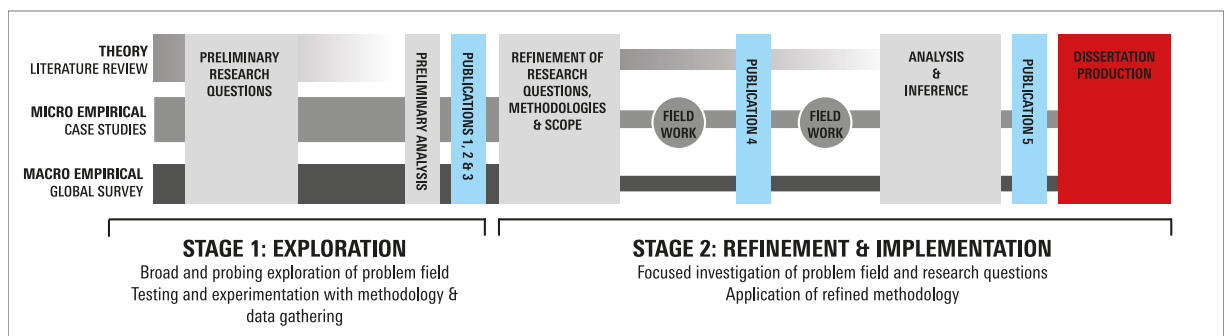 THEORY
LITERATURE REVIEW
MICRO EMPIRICAL
CASE STUDIES
MACRO EMPIRICAL
GLOBAL SURVEY
PRELIMINARY
RESEARCH
QUESTIONS
PRELIMINARY ANALYSIS
PUBLICATIONS 1, 2 & 3
REFINEMENT OF
RESEARCH
QUESTIONS,
METHODOLOGIES
& SCOPE
FIELD
WORK
PUBLICATION 4
FIELD
WORK
ANALYSIS
&
INFERENCE
PUBLICATION 5
DISSERTATION
PRODUCTION
STAGE 1: EXPLORATION
Broad and probing exploration of problem field
Testing and experimentation with methodology &
data gathering
STAGE 2: REFINEMENT & IMPLEMENTATION
Focused investigation of problem field and research questions
Application of refined methodology